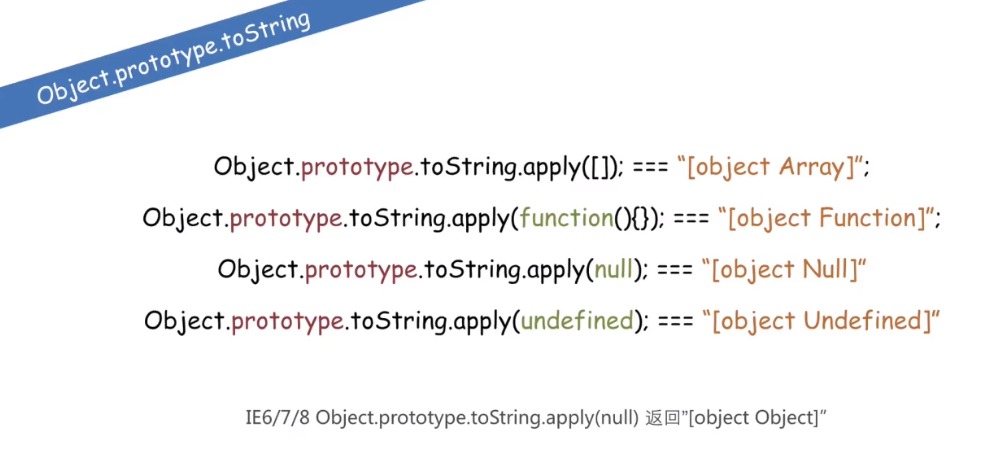 Object.prototype.toString
Object.prototype.toString.apply([]); === “[object Array]”;
Object.prototype.toString.apply(function(){}); === “[object Function]”;
Object.prototype.toString.apply(null); === “[object Null]”
Object.prototype.toString.apply(undefined); === “[object Undefined]”
IE6/7/8 Object.prototype.toString.apply(null) 返回”[object Object]”